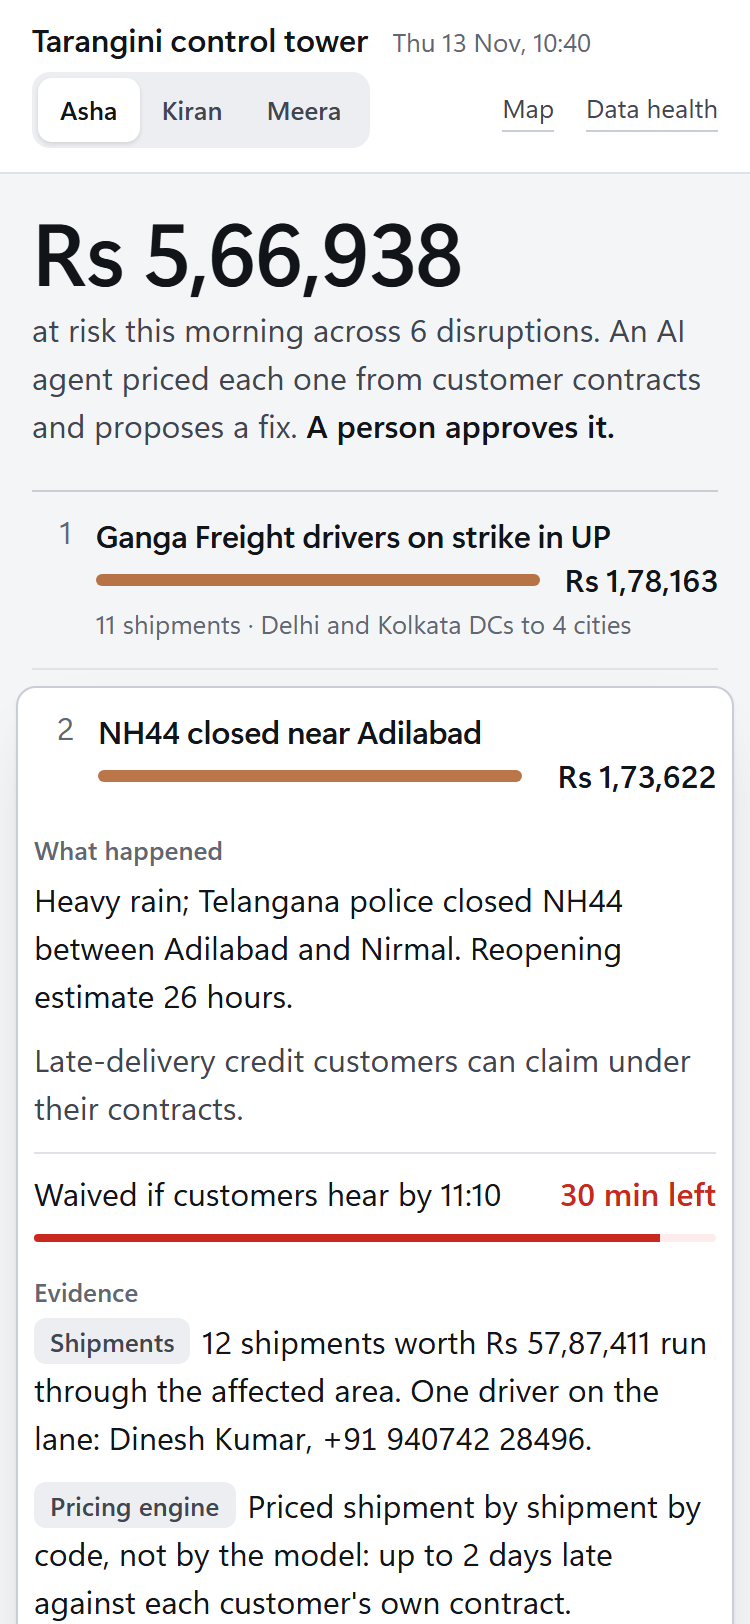 Tarangini control tower Thu 13 Nov, 10:40
Asha Kiran Meera Map Data health
Rs 5,66,938
at risk this morning across 6 disruptions. An AI
agent priced each one from customer contracts
and proposes a fix. A person approves it.
1 Ganga Freight drivers on strike in UP
Rs 1,78,163
11 shipments · Delhi and Kolkata DCs to 4 cities
2 NH44 closed near Adilabad
Rs 1,73,622
What happened
Heavy rain; Telangana police closed NH44
between Adilabad and Nirmal. Reopening
estimate 26 hours.
Late-delivery credit customers can claim under
their contracts.
Waived if customers hear by 11:10 30 min left
Evidence
Shipments 12 shipments worth Rs 57,87,411 run
through the affected area. One driver on the
lane: Dinesh Kumar, +91 940742 28496.
Pricing engine Priced shipment by shipment by
code, not by the model: up to 2 days late
against each customer's own contract.